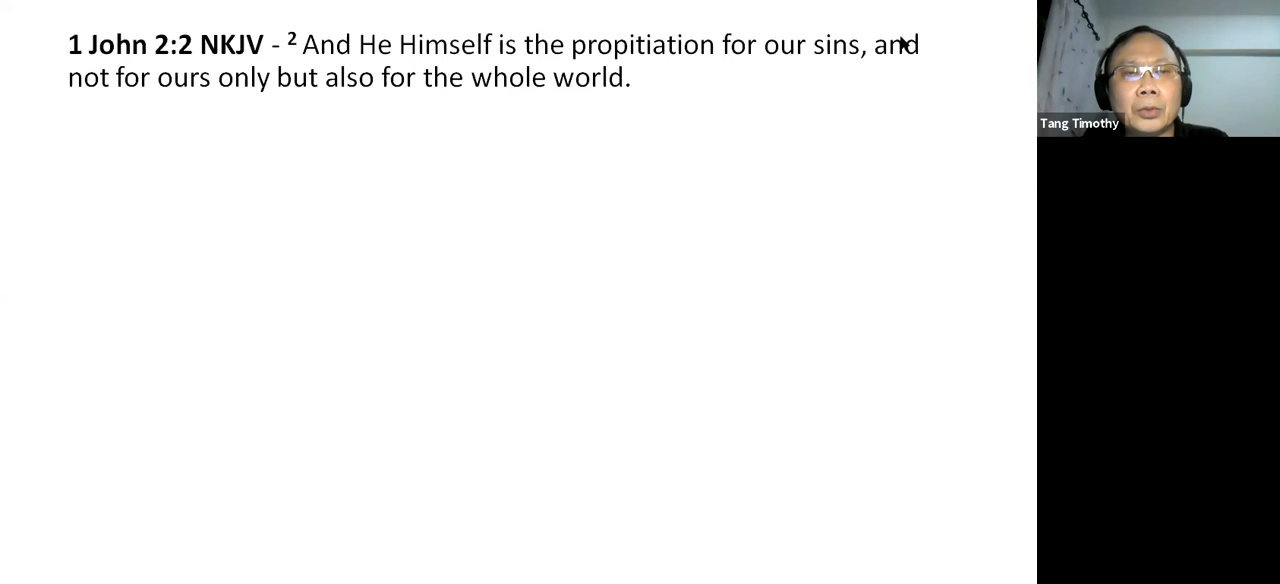 1 John 2:2 NKJV - ² And He Himself is the propitiation for our sins, and
not for ours only but also for the whole world.
Tang Timothy